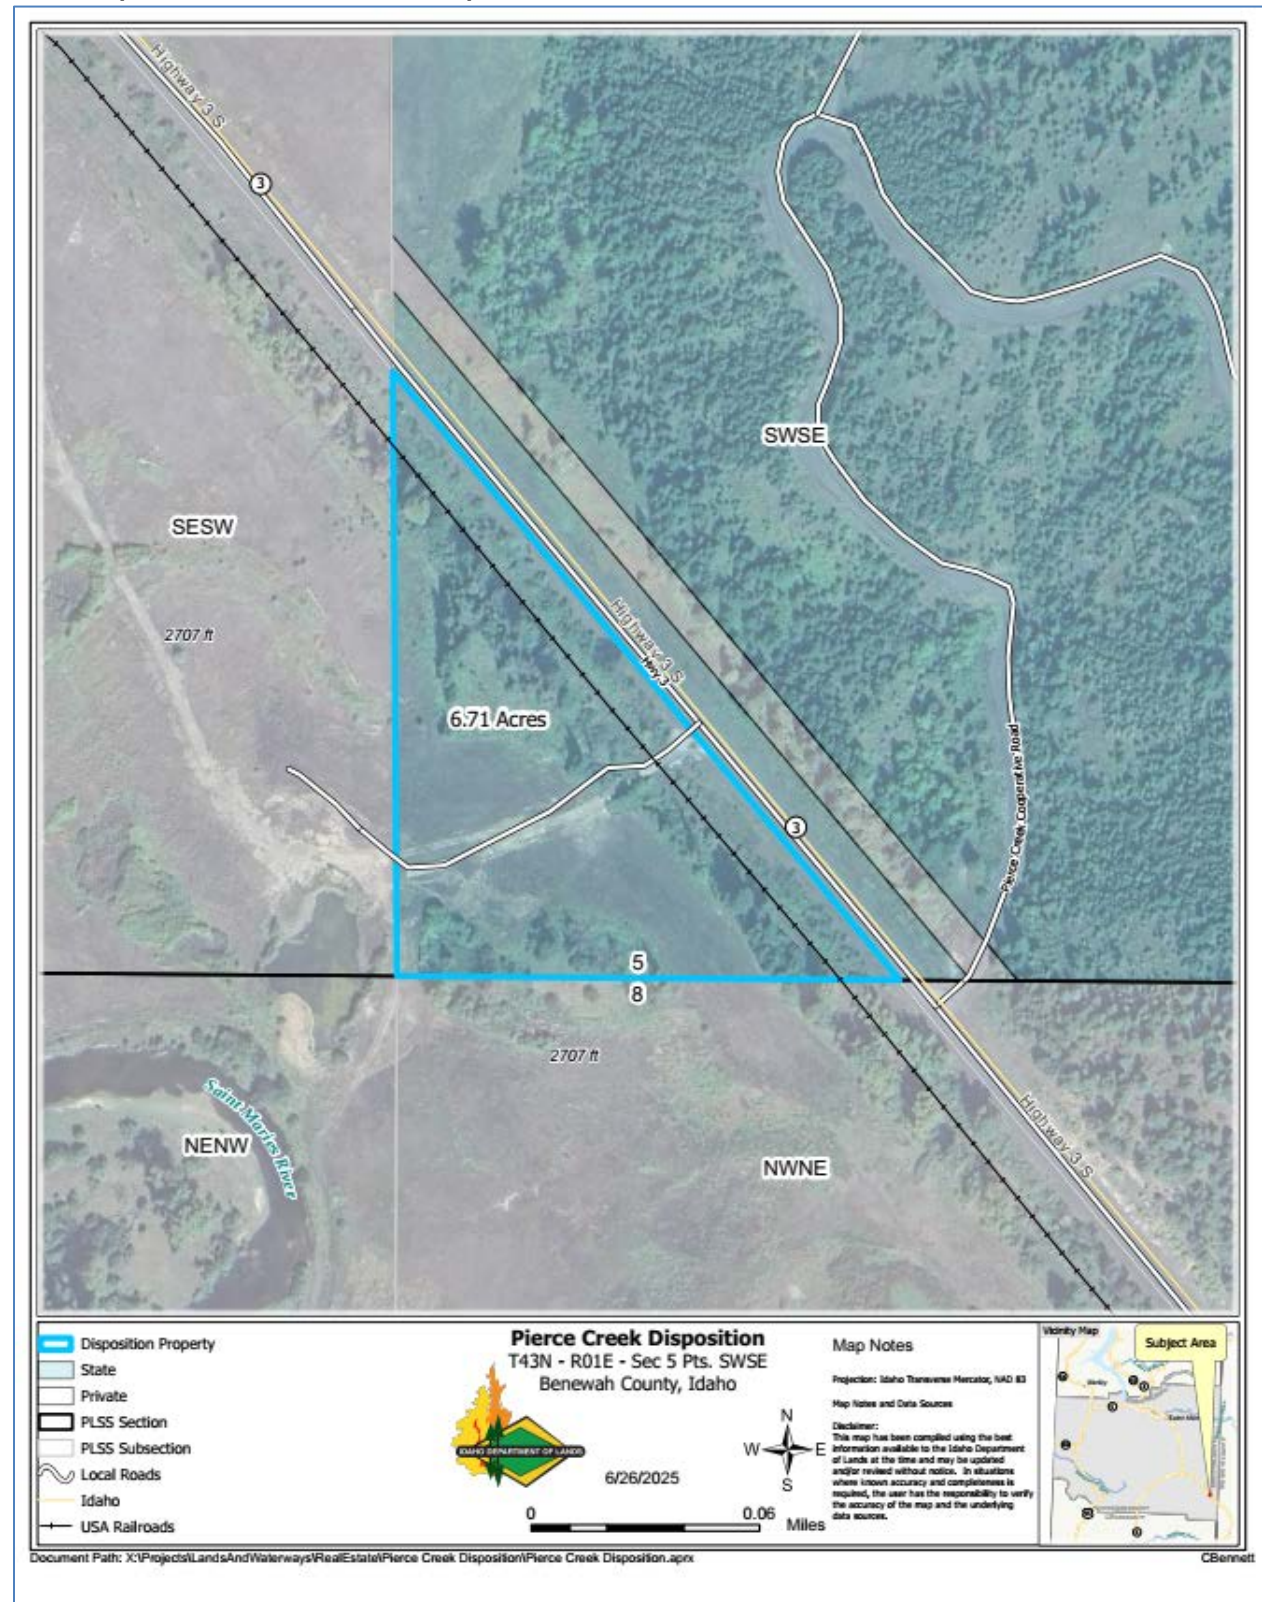 Highway 3 S
3
SWSE
SESW
2707 ft
Highway 3 S
Hwy 3
6.71 Acres
Pierce Creek Cooperative Road
3
5
8
2707 ft
Saint Maries River
NENW
NWNE
Highway 3 S
Disposition Property
State
Private
PLSS Section
PLSS Subsection
Local Roads
Idaho
USA Railroads
Pierce Creek Disposition
T43N - R01E - Sec 5 Pts. SWSE
Benewah County, Idaho
IDAHO DEPARTMENT OF LANDS
6/26/2025
N
W E
S
0 0.06
Miles
Map Notes
Projection: Idaho Transverse Mercator, NAD 83
Map Notes and Data Sources
Disclaimer:
This map has been compiled using the best
information available to the Idaho Department
of Lands at the time and may be updated
and/or revised without notice. In situations
where known accuracy and completeness is
required, the user has the responsibility to verify
the accuracy of the map and the underlying
data sources.
Vicinity Map
Subject Area
Document Path: X:\Projects\LandsAndWaterways\RealEstate\Pierce Creek Disposition\Pierce Creek Disposition.aprx
CBennett